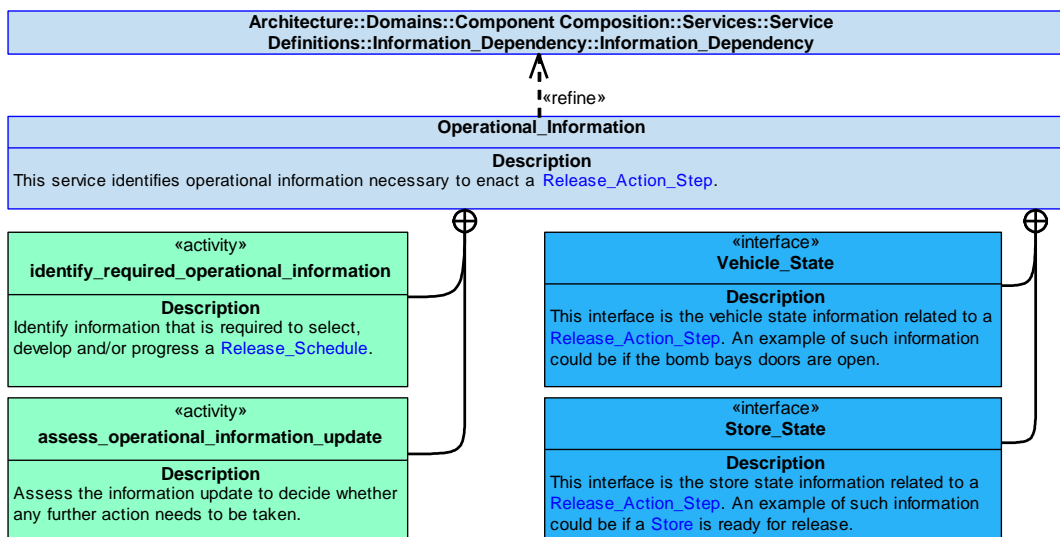 Architecture::Domains::Component Composition::Services::Service
Definitions::Information_Dependency::Information_Dependency
«refine»
Operational_Information
Description
This service identifies operational information necessary to enact a Release_Action_Step.
«activity»
identify_required_operational_information
Description
Identify information that is required to select,
develop and/or progress a Release_Schedule.
«interface»
Vehicle_State
Description
This interface is the vehicle state information related to a
Release_Action_Step. An example of such information
could be if the bomb bays doors are open.
«activity»
assess_operational_information_update
Description
Assess the information update to decide whether
any further action needs to be taken.
«interface»
Store_State
Description
This interface is the store state information related to a
Release_Action_Step. An example of such information
could be if a Store is ready for release.